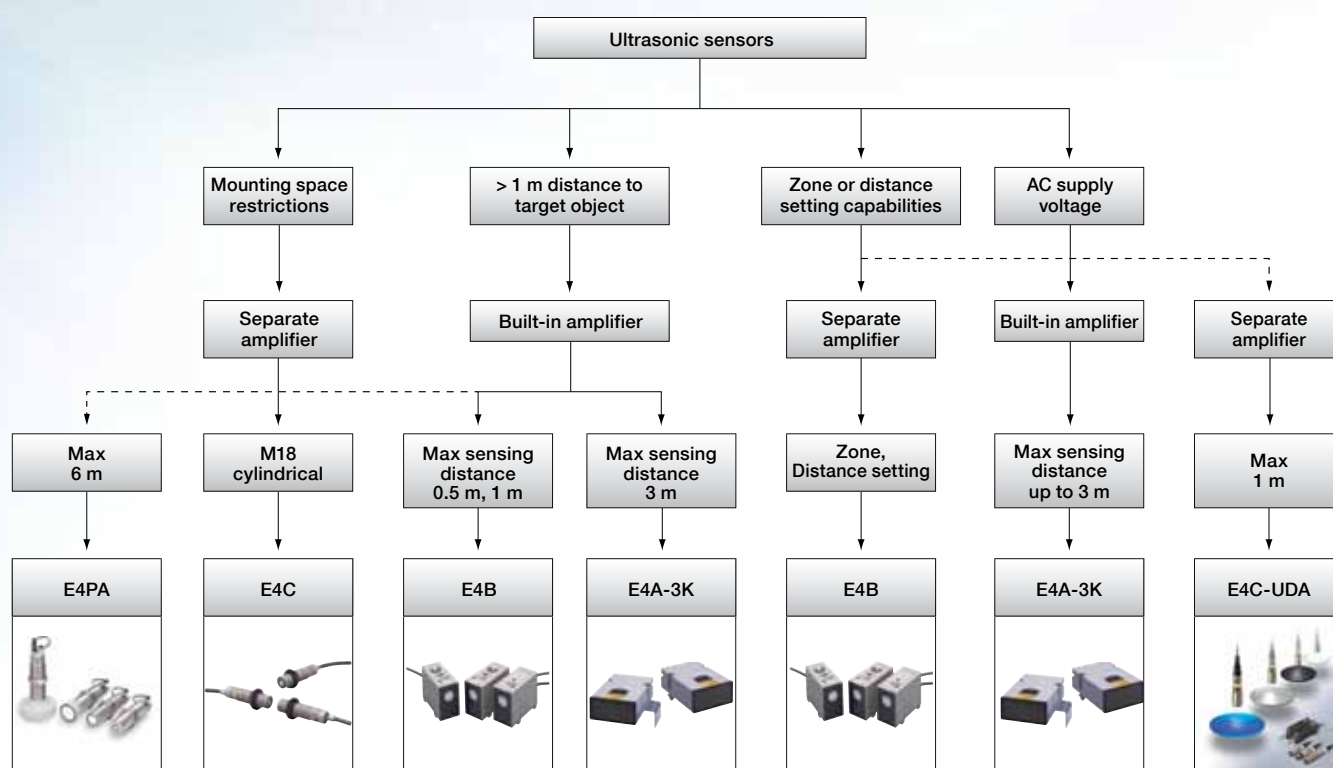 Ultrasonic sensors
Mounting space
restrictions
> 1 m distance to
target object
Zone or distance
setting capabilities
AC supply
voltage
Separate
amplifier
Built-in amplifier
Separate
amplifier
Built-in amplifier
Separate
amplifier
Max
6 m
M18
cylindrical
Max sensing
distance
0.5 m, 1 m
Max sensing
distance
3 m
Zone,
Distance setting
Max sensing
distance
up to 3 m
Max
1 m
E4PA
E4C
E4B
E4A-3K
E4B
E4A-3K
E4C-UDA